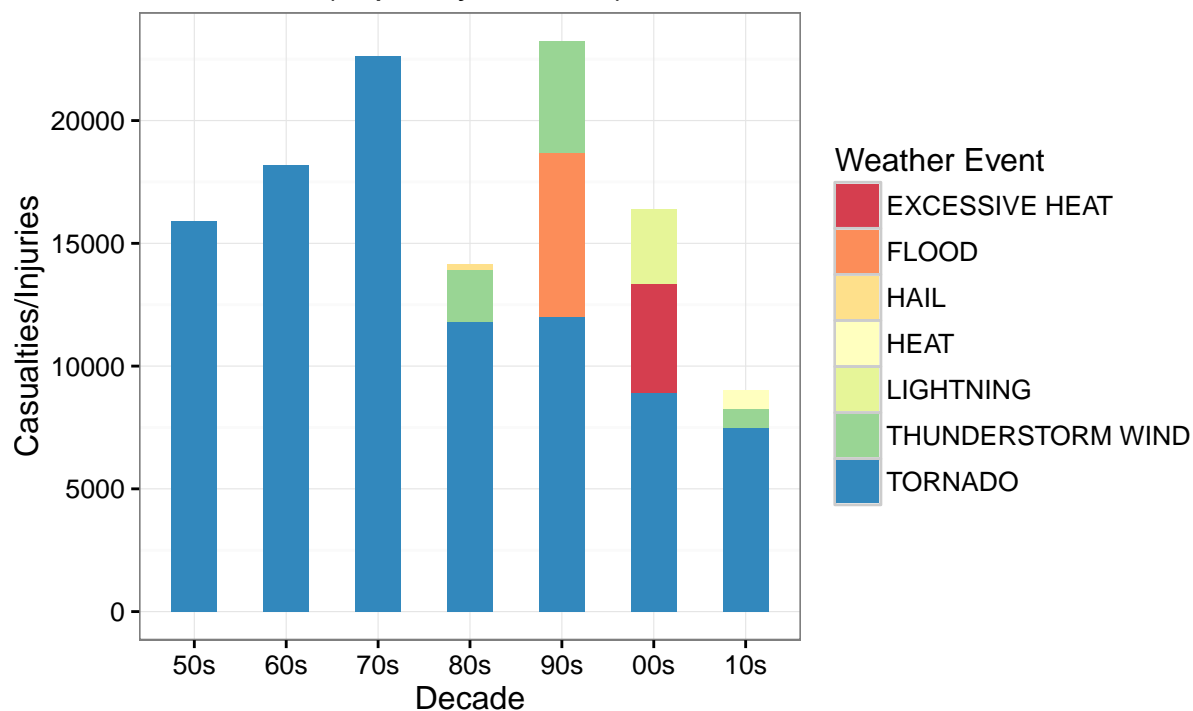 20000
15000
10000
5000
0
Casualties/Injuries
50s 60s 70s 80s 90s 00s 10s
Decade
Weather Event
EXCESSIVE HEAT
FLOOD
HAIL
HEAT
LIGHTNING
THUNDERSTORM WIND
TORNADO